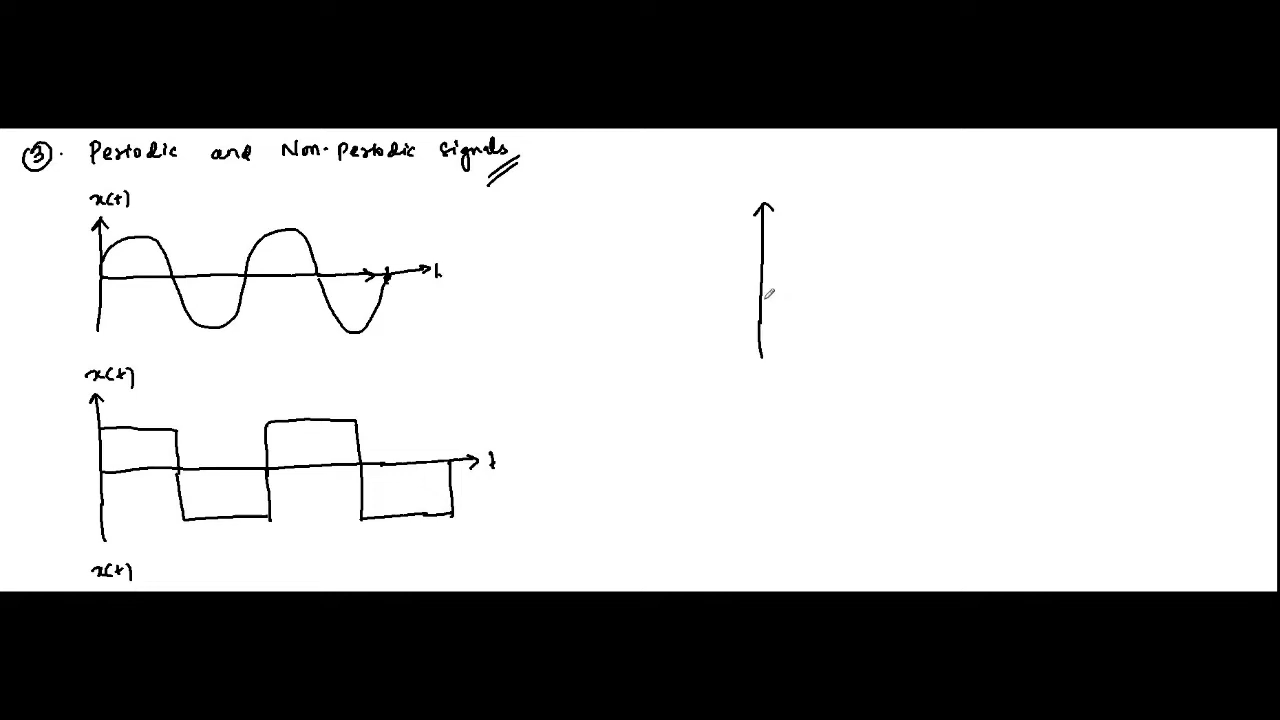 3. Periodic and Non-Periodic Signals
x(t)
t
x(t)
t
x(t)